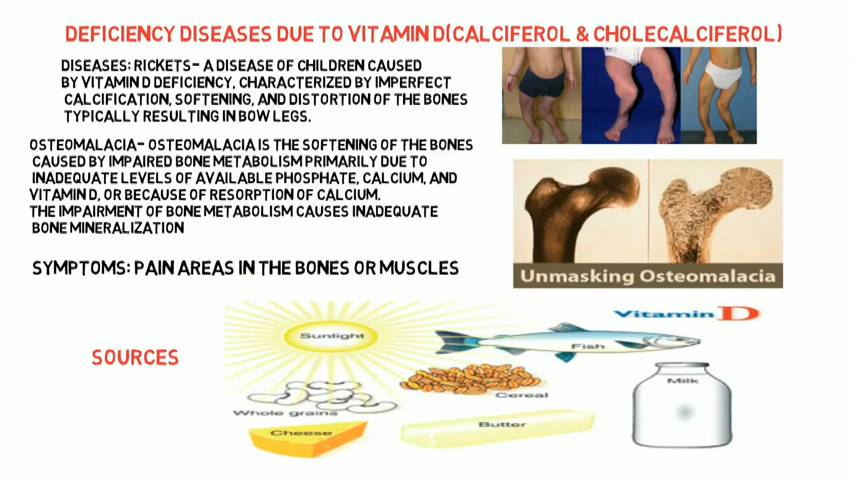 DEFICIENCY DISEASES DUE TO VITAMIN D(CALCIFEROL & CHOLECALCIFEROL)
DISEASES: RICKETS- A DISEASE OF CHILDREN CAUSED
BY VITAMIN D DEFICIENCY, CHARACTERIZED BY IMPERFECT
CALCIFICATION, SOFTENING, AND DISTORTION OF THE BONES
TYPICALLY RESULTING IN BOW LEGS.
OSTEOMALACIA- OSTEOMALACIA IS THE SOFTENING OF THE BONES
CAUSED BY IMPAIRED BONE METABOLISM PRIMARILY DUE TO
INADEQUATE LEVELS OF AVAILABLE PHOSPHATE, CALCIUM, AND
VITAMIN D, OR BECAUSE OF RESORPTION OF CALCIUM.
THE IMPAIRMENT OF BONE METABOLISM CAUSES INADEQUATE
BONE MINERALIZATION
SYMPTOMS: PAIN AREAS IN THE BONES OR MUSCLES
Unmasking Osteomalacia
SOURCES
Vitamin D
Sunlight
Fish
Cereal
Milk
Whole grains
Butter
Cheese